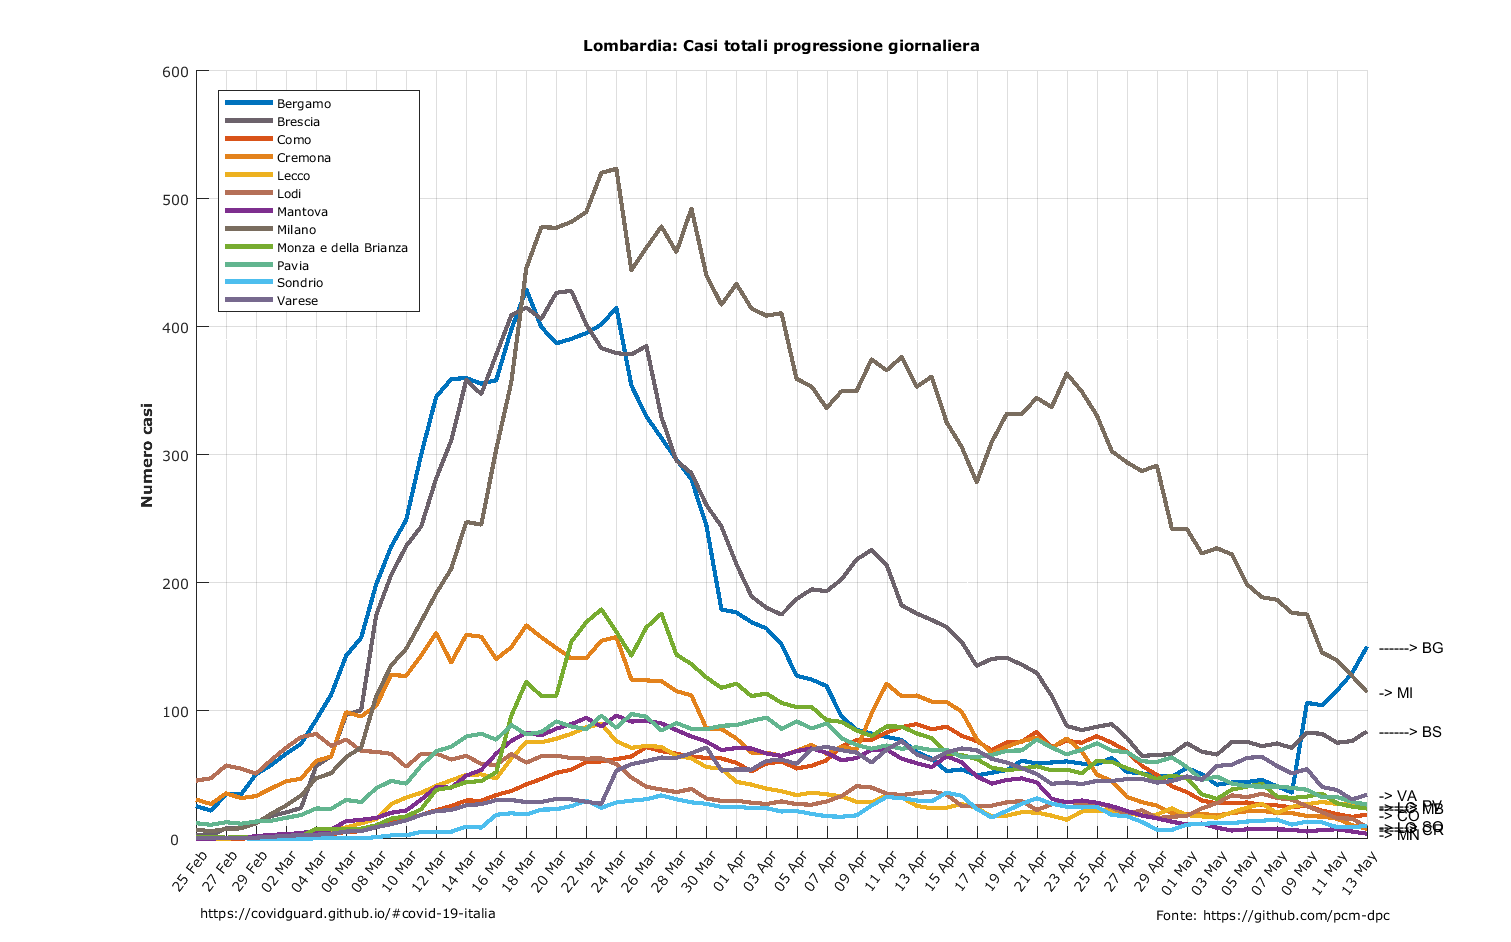 Lombardia: Casi totali progressione giornaliera
600
500
400
300
200
100
0
Numero casi
Bergamo
Brescia
Como
Cremona
Lecco
Lodi
Mantova
Milano
Monza e della Brianza
Pavia
Sondrio
Varese
------> BG
-> MI
------> BS
-> VA
-> CO
-> MN
25 Feb
27 Feb
29 Feb
02 Mar
04 Mar
06 Mar
08 Mar
10 Mar
12 Mar
14 Mar
16 Mar
18 Mar
20 Mar
22 Mar
24 Mar
26 Mar
28 Mar
30 Mar
01 Apr
03 Apr
05 Apr
07 Apr
09 Apr
11 Apr
13 Apr
15 Apr
17 Apr
19 Apr
21 Apr
23 Apr
25 Apr
27 Apr
29 Apr
01 May
03 May
05 May
07 May
09 May
11 May
13 May
https://covidguard.github.io/#covid-19-italia
Fonte: https://github.com/pcm-dpc